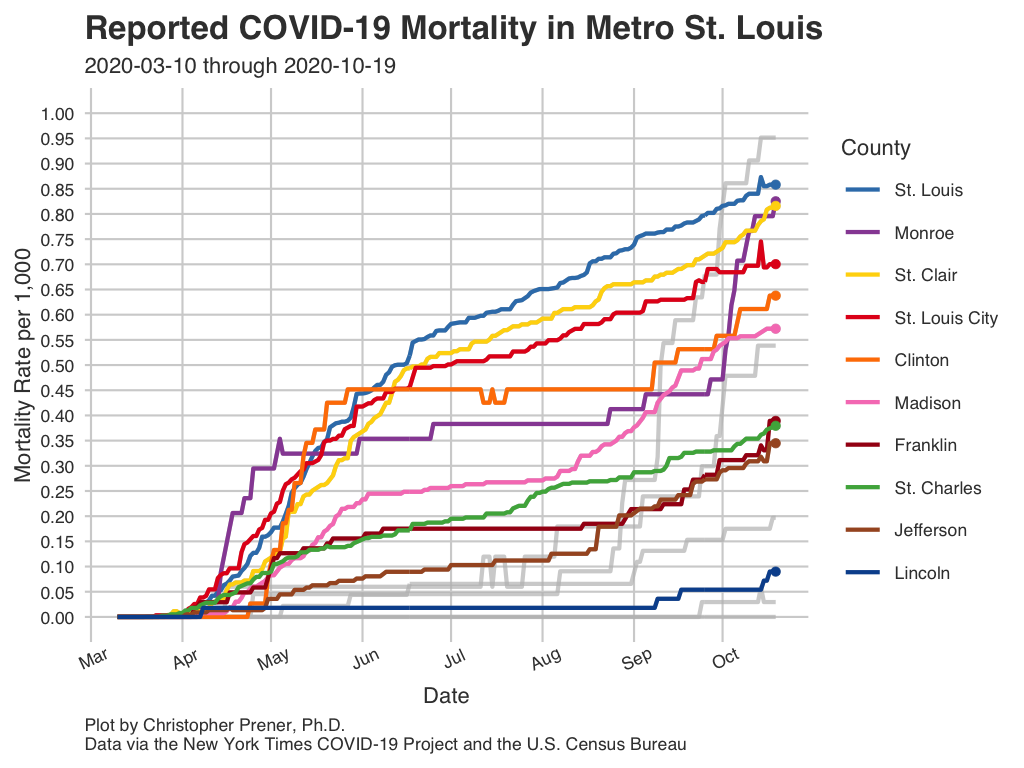 Reported COVID-19 Mortality in Metro St. Louis
2020-03-10 through 2020-10-19
Mortality Rate per 1,000
1.00
0.95
0.90
0.85
0.80
0.75
0.70
0.65
0.60
0.55
0.50
0.45
0.40
0.35
0.30
0.25
0.20
0.15
0.10
0.05
0.00
Mar Apr May Jun Jul Aug Sep Oct
Date
County
St. Louis
Monroe
St. Clair
St. Louis City
Clinton
Madison
Franklin
St. Charles
Jefferson
Lincoln
Plot by Christopher Prener, Ph.D.
Data via the New York Times COVID-19 Project and the U.S. Census Bureau